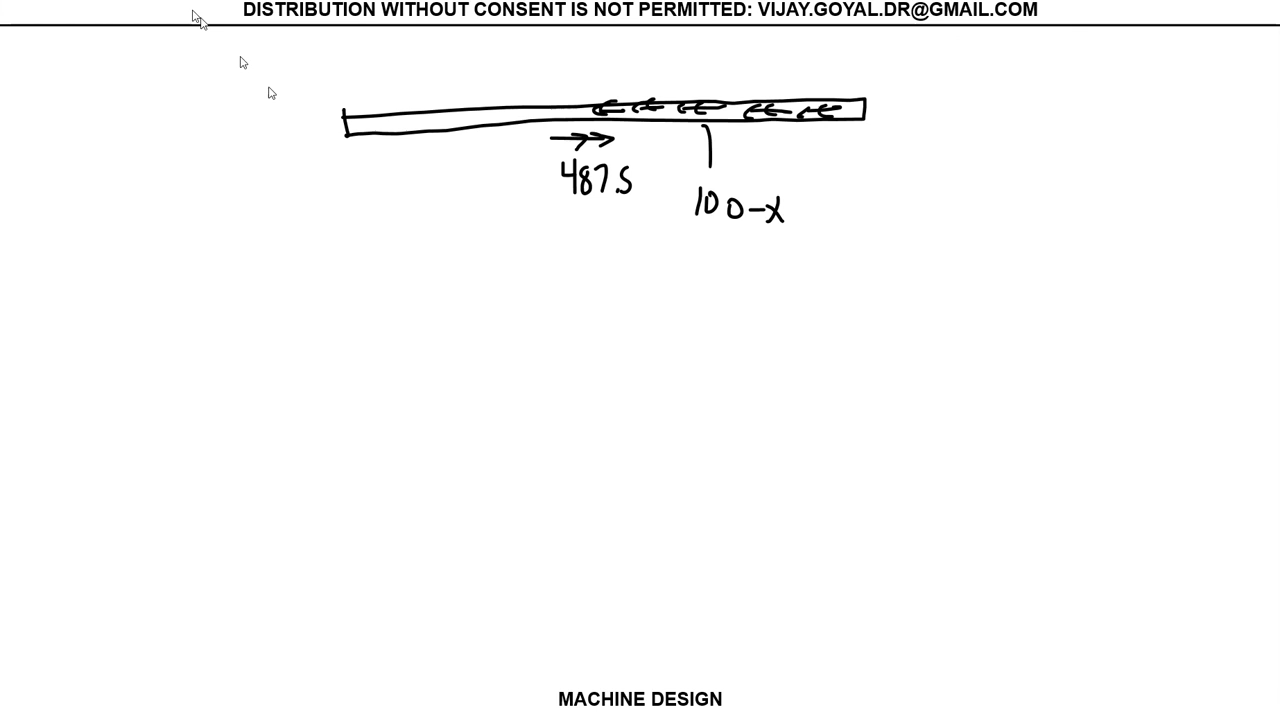 DISTRIBUTION WITHOUT CONSENT IS NOT PERMITTED: VIJAY.GOYAL.DR@GMAIL.COM
487.5
100-x
MACHINE DESIGN